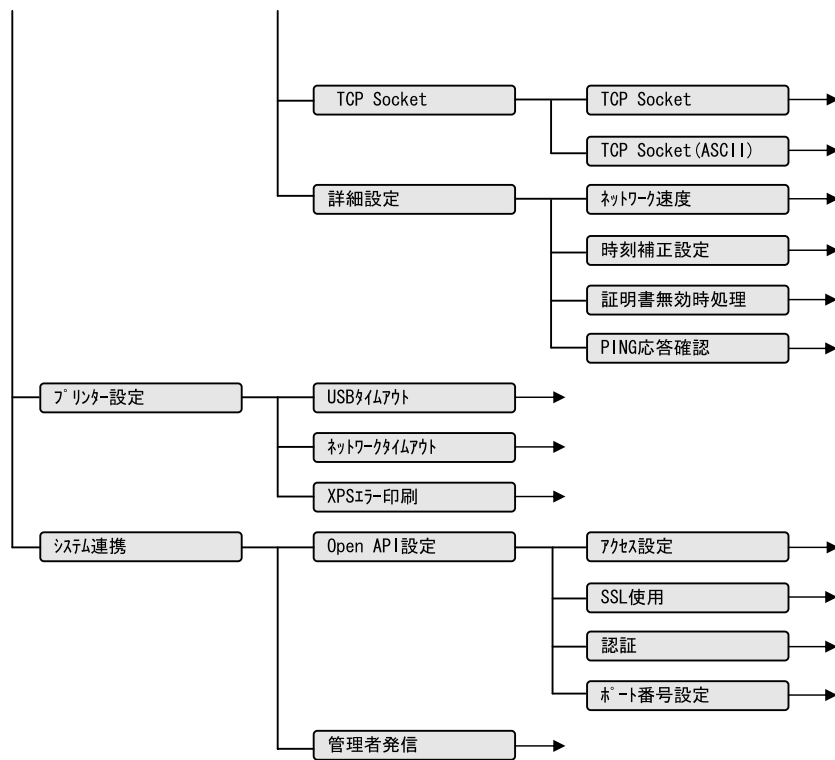 TCP Socket
TCP Socket
TCP Socket(ASCII)
詳細設定
ﾈｯﾄﾜｰｸ速度
時刻補正設定
証明書無効時処理
PING応答確認
ﾌﾟﾘﾝﾀｰ設定
USBﾀｲﾑｱｳﾄ
ﾈｯﾄﾜｰｸﾀｲﾑｱｳﾄ
XPSｴﾗｰ印刷
ｼｽﾃﾑ連携
Open API設定
ｱｸｾｽ設定
SSL使用
認証
ﾎﾟｰﾄ番号設定
管理者発信